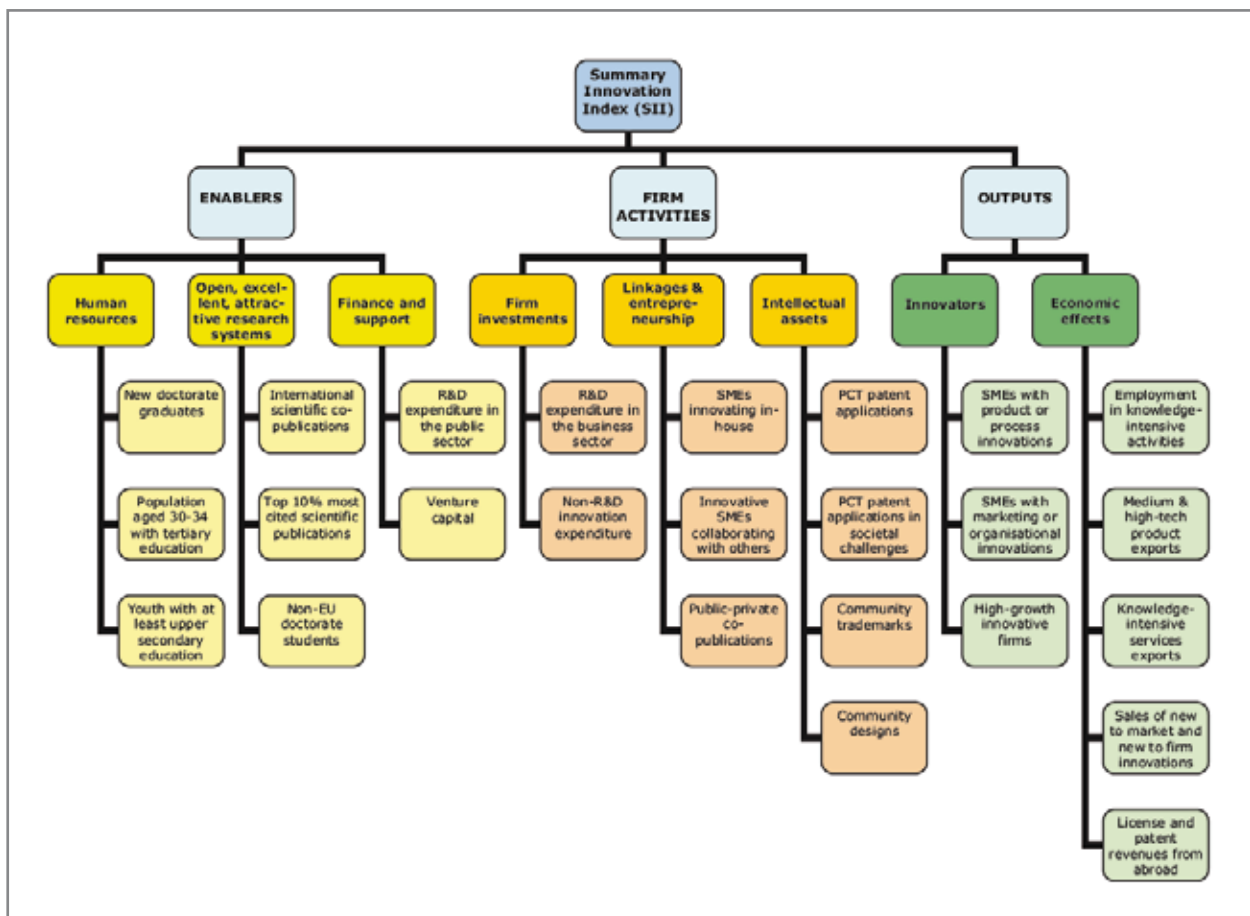 Summary
Innovation
Index (SII)
ENABLERS
FIRM
ACTIVITIES
OUTPUTS
Human
resources
Open, excel-
lent, attrac-
tive research
systems
Finance and
support
Firm
investments
Linkages &
entrepre-
neurship
Intellectual
assets
Innovators
Economic
effects
New doctorate
graduates
International
scientific co-
publications
R&D
expenditure in
the public
sector
R&D
expenditure in
the business
sector
SMEs
innovating in-
house
PCT patent
applications
SMEs with
product or
process
innovations
Employment
in knowledge-
intensive
activities
Population
aged 30-34
with tertiary
education
Top 10% most
cited scientific
publications
Venture
capital
Non-R&D
innovation
expenditure
Innovative
SMEs
collaborating
with others
PCT patent
applications in
societal
challenges
SMEs with
marketing or
organisational
innovations
Medium &
high-tech
product
exports
Youth with at
least upper
secondary
education
Non-EU
doctorate
students
Public-private
co-
publications
Community
trademarks
High-growth
innovative
firms
Knowledge-
intensive
services
exports
Community
designs
Sales of new
to market and
new to firm
innovations
License and
patent
revenues from
abroad